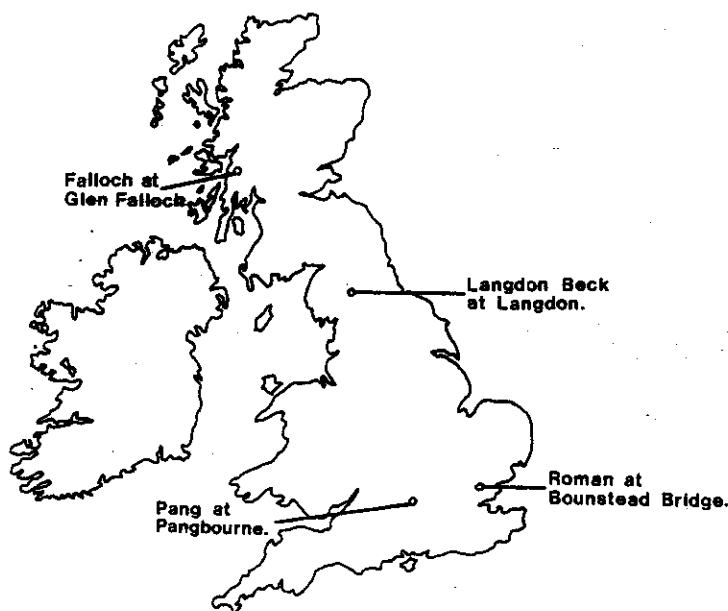 Falloch at
Glen Falloch.
Langdon Beck
at Langdon.
Roman at
Bounstead Bridge.
Pang at
Pangbourne.